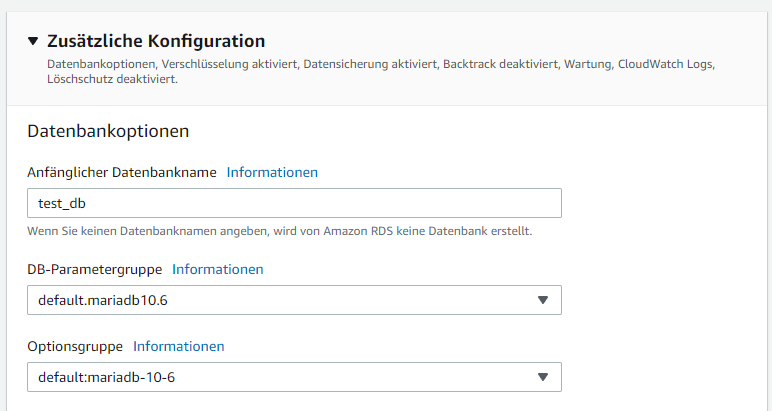 Zusätzliche Konfiguration
Datenbankoptionen, Verschlüsselung aktiviert, Datensicherung aktiviert, Backtrack deaktiviert, Wartung, CloudWatch Logs,
Löschschutz deaktiviert.
Datenbankoptionen
Anfänglicher Datenbankname Informationen
test_db
Wenn Sie keinen Datenbanknamen angeben, wird von Amazon RDS keine Datenbank erstellt.
DB-Parametergruppe Informationen
default.mariadb10.6
Optionsgruppe Informationen
default:mariadb-10-6